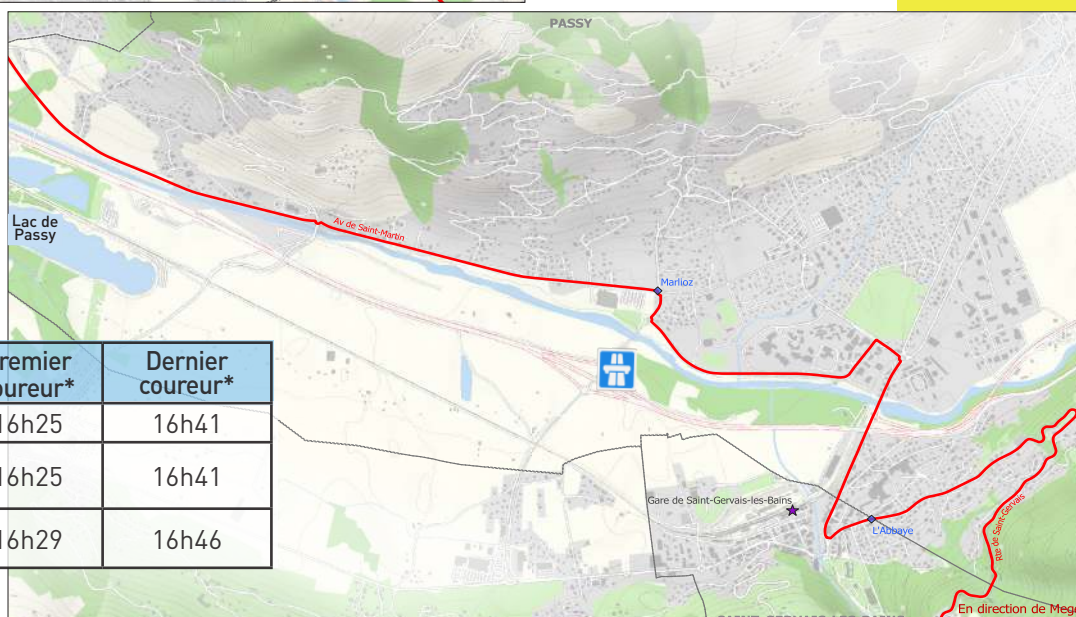 PASSY
Lac de
Passy
Av de Saint-Martin
Marlioz
remier
oureur*
Dernier
coureur*
16h25
16h41
16h25
16h41
16h29
16h46
Gare de Saint-Gervais-les-Bains
L'Abbaye
Rte de Saint-Gervais
En direction de Meg